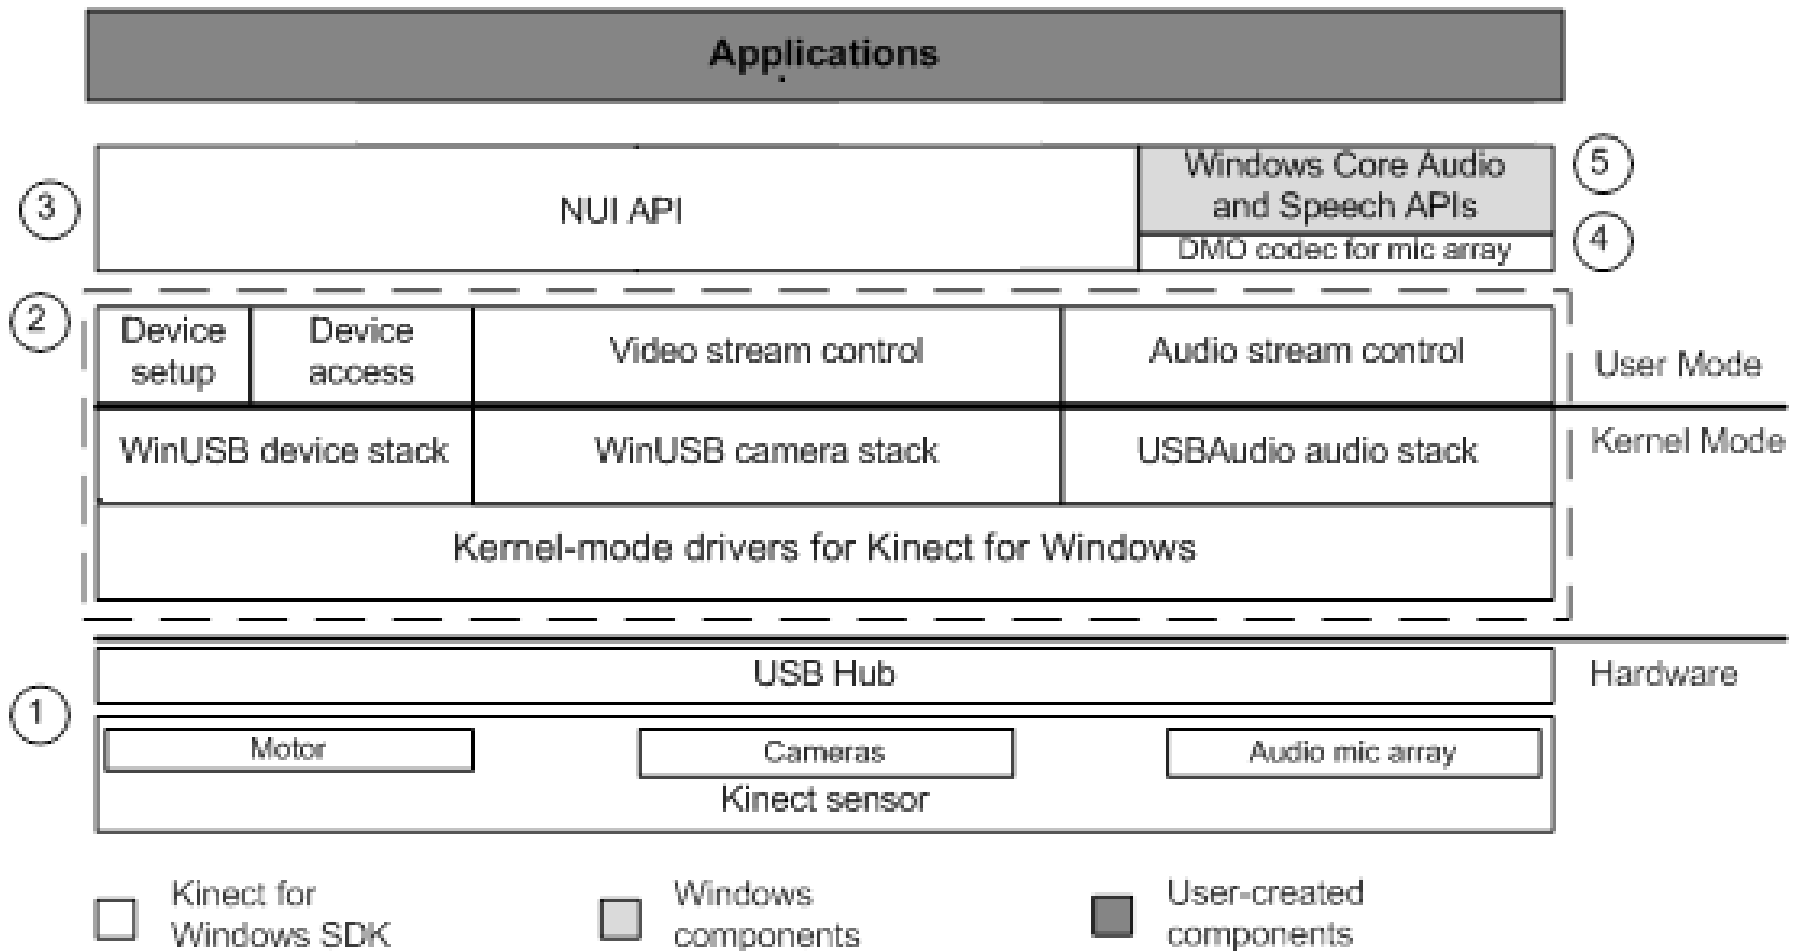 Applications
3
NUI API
Windows Core Audio
and Speech APIs
5
DMO codec for mic array
4
2
Device
setup
Device
access
Video stream control
Audio stream control
User Mode
WinUSB device stack
WinUSB camera stack
USBAudio audio stack
Kernel Mode
Kernel-mode drivers for Kinect for Windows
USB Hub
Hardware
1
Motor
Cameras
Audio mic array
Kinect sensor
Kinect for
Windows SDK
Windows
components
User-created
components